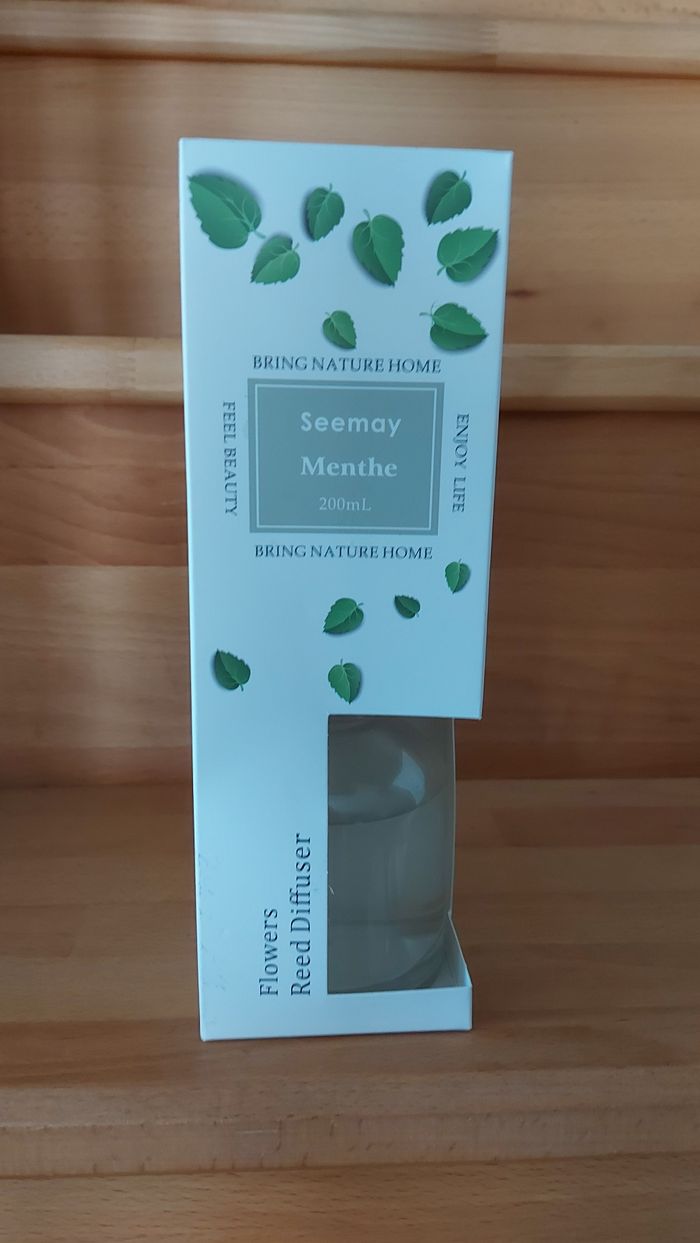 BRING NATURE HOME
FEEL BEAUTY
Seemay
Menthe
200mL
ENJOY LIFE
BRING NATURE HOME
Flowers
Reed Diffuser